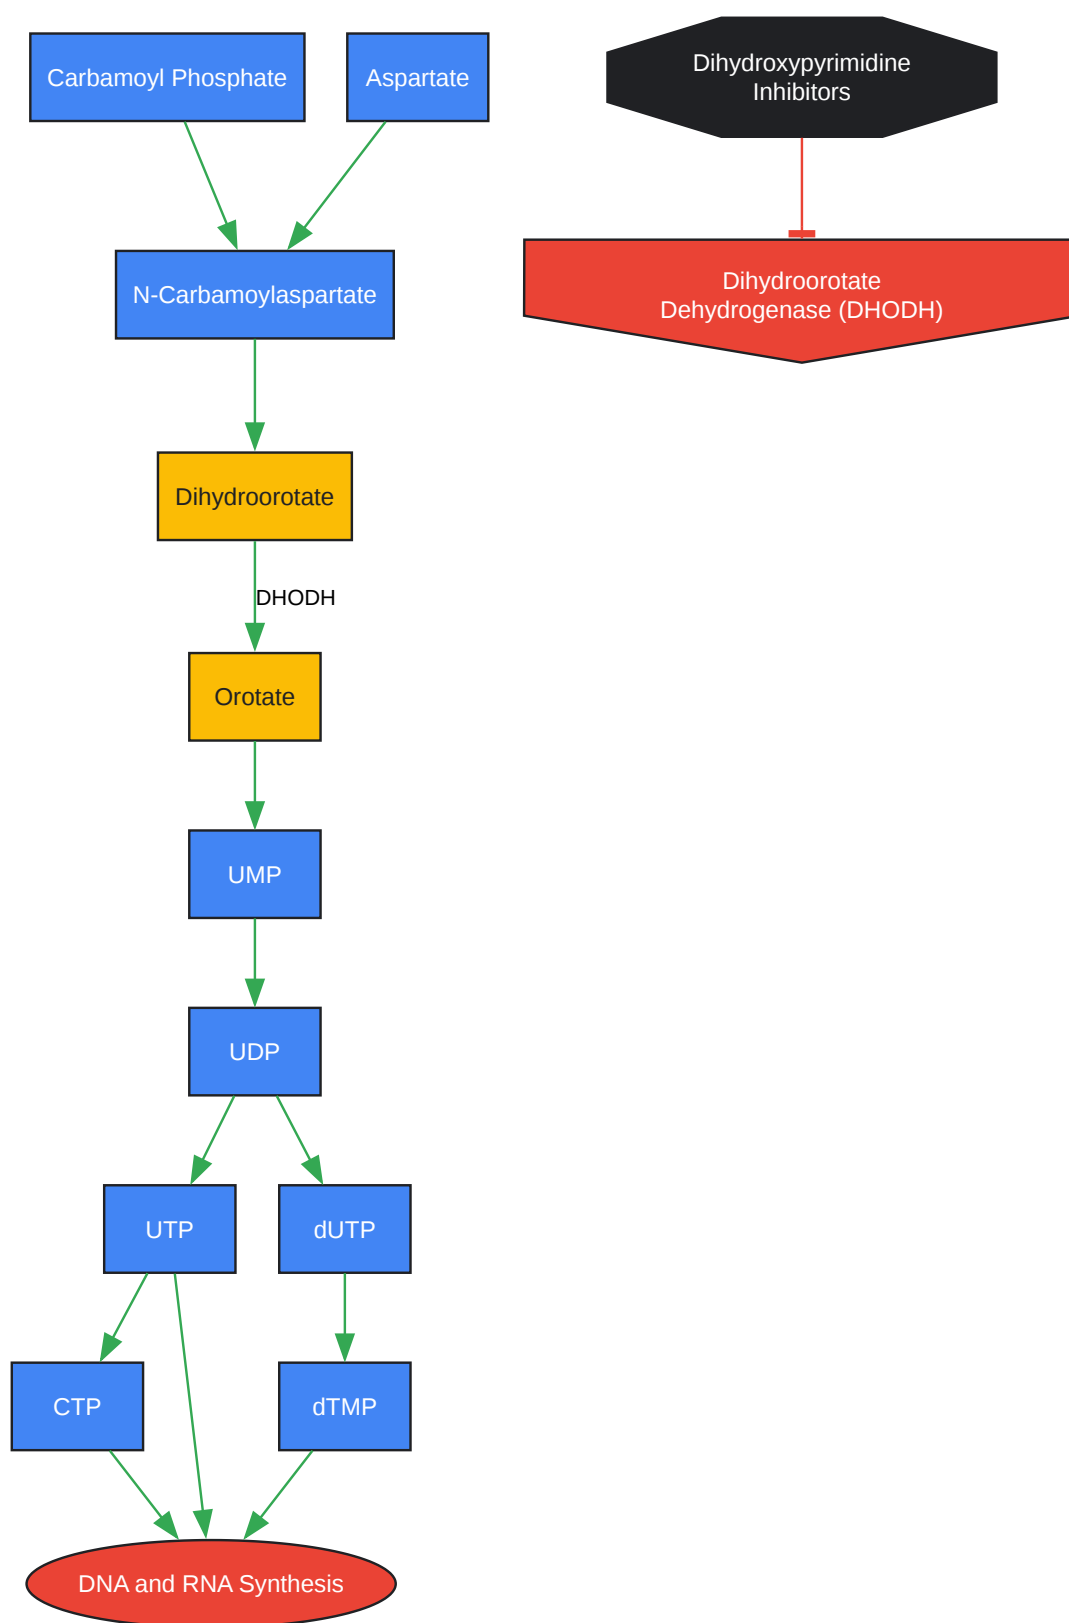 Carbamoyl Phosphate
Aspartate
Dihydroxypyrimidine
Inhibitors
N-Carbamoylaspartate
Dihydroorotate
Dehydrogenase (DHODH)
Dihydroorotate
DHODH
Orotate
UMP
UDP
UTP
dUTP
CTP
dTMP
DNA and RNA Synthesis